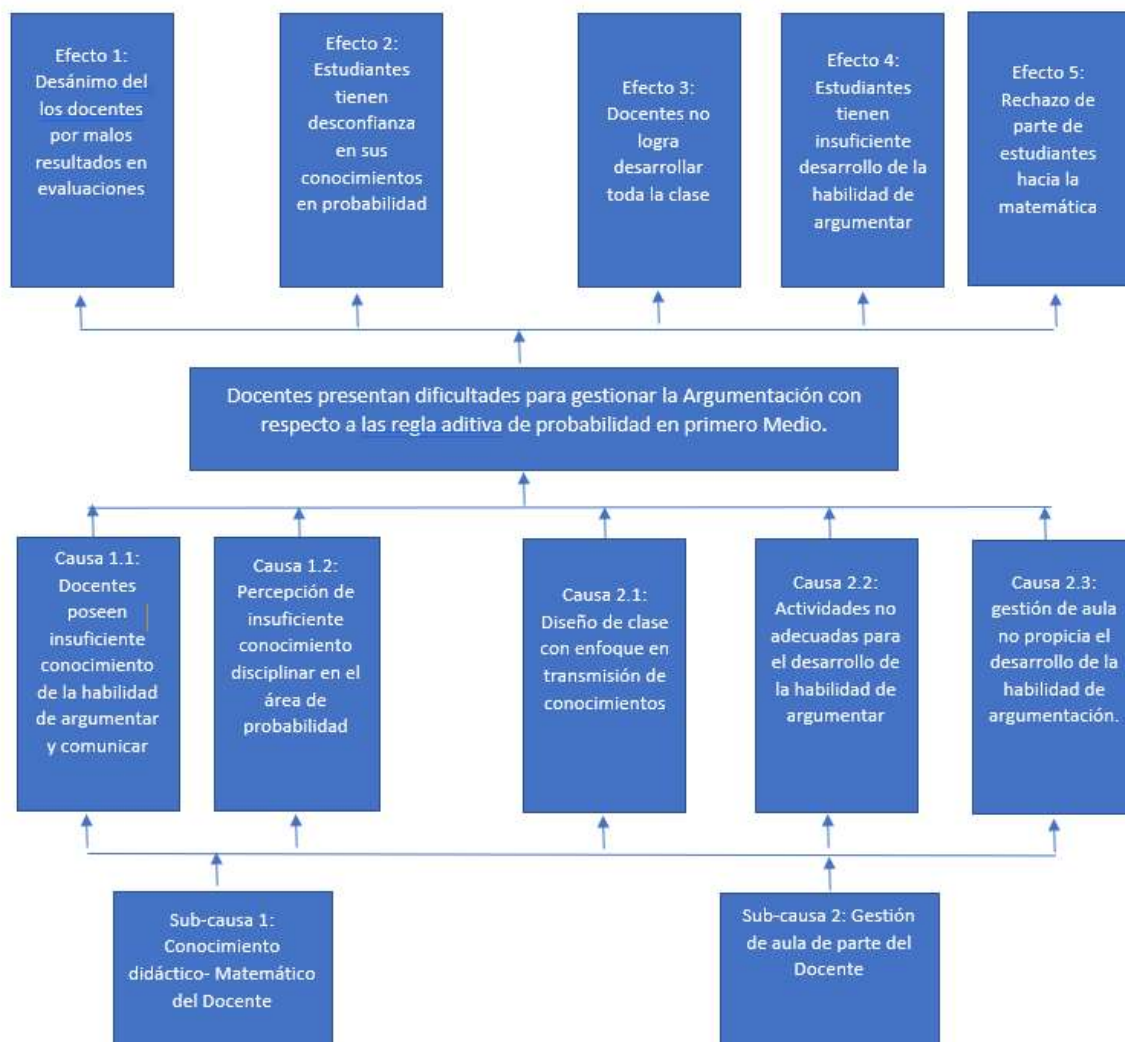 Efecto 1:
Desánimo del
los docentes
por malos
resultados en
evaluaciones
Efecto 2:
Estudiantes
tienen
desconfianza
en sus
conocimientos
en probabilidad
Efecto 3:
Docentes no
logra
desarrollar
toda la clase
Efecto 4:
Estudiantes
tienen
insuficiente
desarrollo de la
habilidad de
argumentar
Efecto 5:
Rechazo de
parte de
estudiantes
hacia la
matemática
Docentes presentan dificultades para gestionar la Argumentación con
respecto a las regla aditiva de probabilidad en primero Medio.
Causa 1.1:
Docentes
poseen
insuficiente
conocimiento
de la habilidad
de argumentar
y comunicar
Causa 1.2:
Percepción de
insuficiente
conocimiento
disciplinar en el
área de
probabilidad
Causa 2.1:
Diseño de clase
con enfoque en
transmisión de
conocimientos
Causa 2.2:
Actividades no
adecuadas para
el desarrollo de
la habilidad de
argumentar
Causa 2.3:
gestión de aula
no propicia el
desarrollo de la
habilidad de
argumentación.
Sub-causa 1:
Conocimiento
didáctico- Matemático
del Docente
Sub-causa 2: Gestión
de aula de parte del
Docente